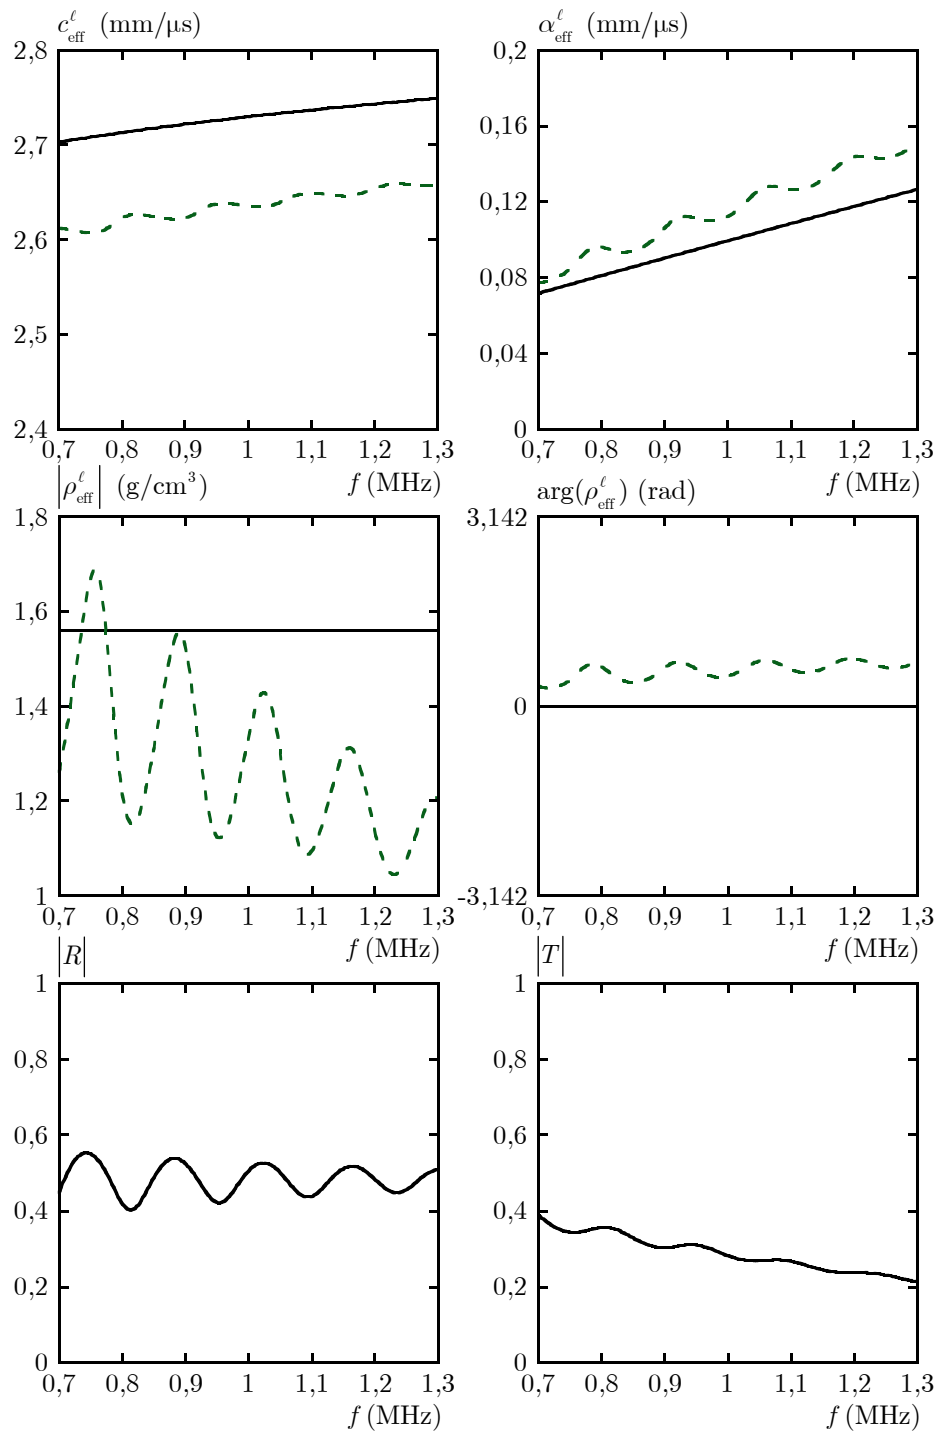 c^ℓ_eff (mm/μs)
2,8
2,7
2,6
2,5
2,4
0,7 0,8 0,9 1 1,1 1,2 1,3
f (MHz)
α^ℓ_eff (mm/μs)
0,2
0,16
0,12
0,08
0,04
0
0,7 0,8 0,9 1 1,1 1,2 1,3
f (MHz)
|ρ^ℓ_eff| (g/cm³)
1,8
1,6
1,4
1,2
1
0,7 0,8 0,9 1 1,1 1,2 1,3
f (MHz)
arg(ρ^ℓ_eff) (rad)
3,142
0
-3,142
0,7 0,8 0,9 1 1,1 1,2 1,3
f (MHz)
|R|
1
0,8
0,6
0,4
0,2
0
0,7 0,8 0,9 1 1,1 1,2 1,3
f (MHz)
|T|
1
0,8
0,6
0,4
0,2
0
0,7 0,8 0,9 1 1,1 1,2 1,3
f (MHz)